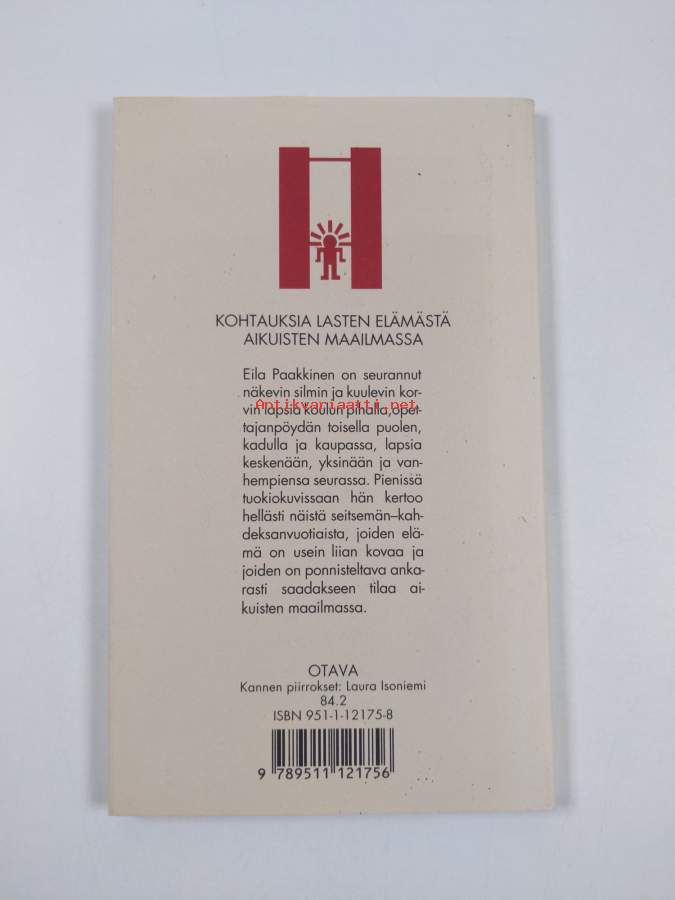 KOHTAUKSIA LASTEN ELÄMÄSTÄ
AIKUISTEN MAAILMASSA
Eila Paakkinen on seurannut
näkevin silmin ja kuulevin kor-
vin lapsia koulun pihalla, opet-
Antikvariaatti.net
tajanpöydän toisella puolen,
kadulla ja kaupassa, lapsia
keskenään, yksinään ja van-
hempiensa seurassa. Pienissä
tuokiokuvissaan hän kertoo
hellästi näistä seitsemän–kah-
deksanvuotiaista, joiden elä-
mä on usein liian kovaa ja
joiden on ponnisteltava anka-
rasti saadakseen tilaa ai-
kuisten maailmassa.
OTAVA
Kannen piirrokset: Laura Isoniemi
84.2
ISBN 951-1-12175-8
9 789511 121756